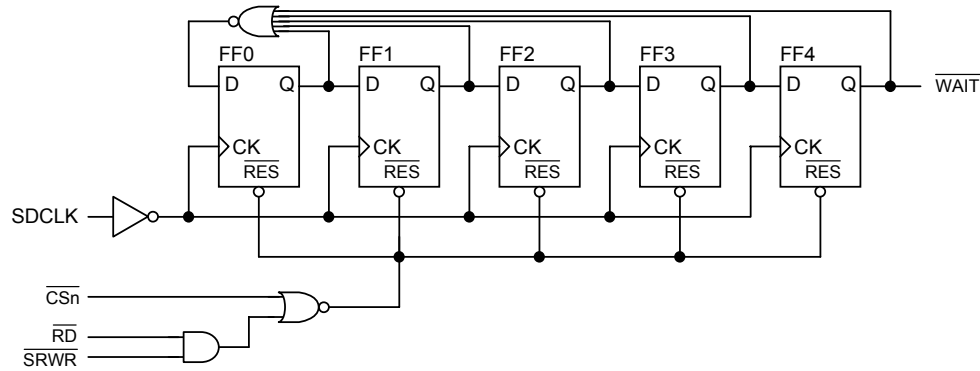 FF0 FF1 FF2 FF3 FF4
D Q D Q D Q D Q D Q
WAIT
CK CK CK CK CK
RES RES RES RES RES
SDCLK
CSn
RD
SRWR